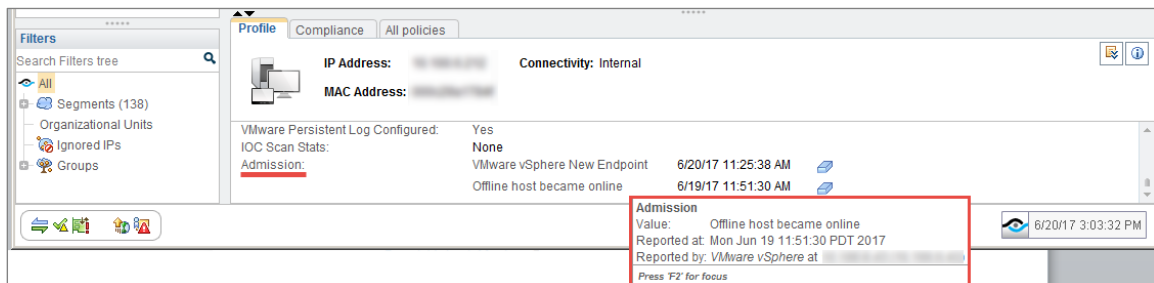 Filters
Search Filters tree
All
Segments (138)
Organizational Units
Ignored IPs
Groups
Profile Compliance All policies
IP Address: Connectivity: Internal
MAC Address:
VMware Persistent Log Configured: Yes
IOC Scan Stats: None
Admission: VMware vSphere New Endpoint 6/20/17 11:25:38 AM
Offline host became online 6/19/17 11:51:30 AM
Admission
Value: Offline host became online
Reported at: Mon Jun 19 11:51:30 PDT 2017
Reported by: VMware vSphere at
Press 'F2' for focus
6/20/17 3:03:32 PM